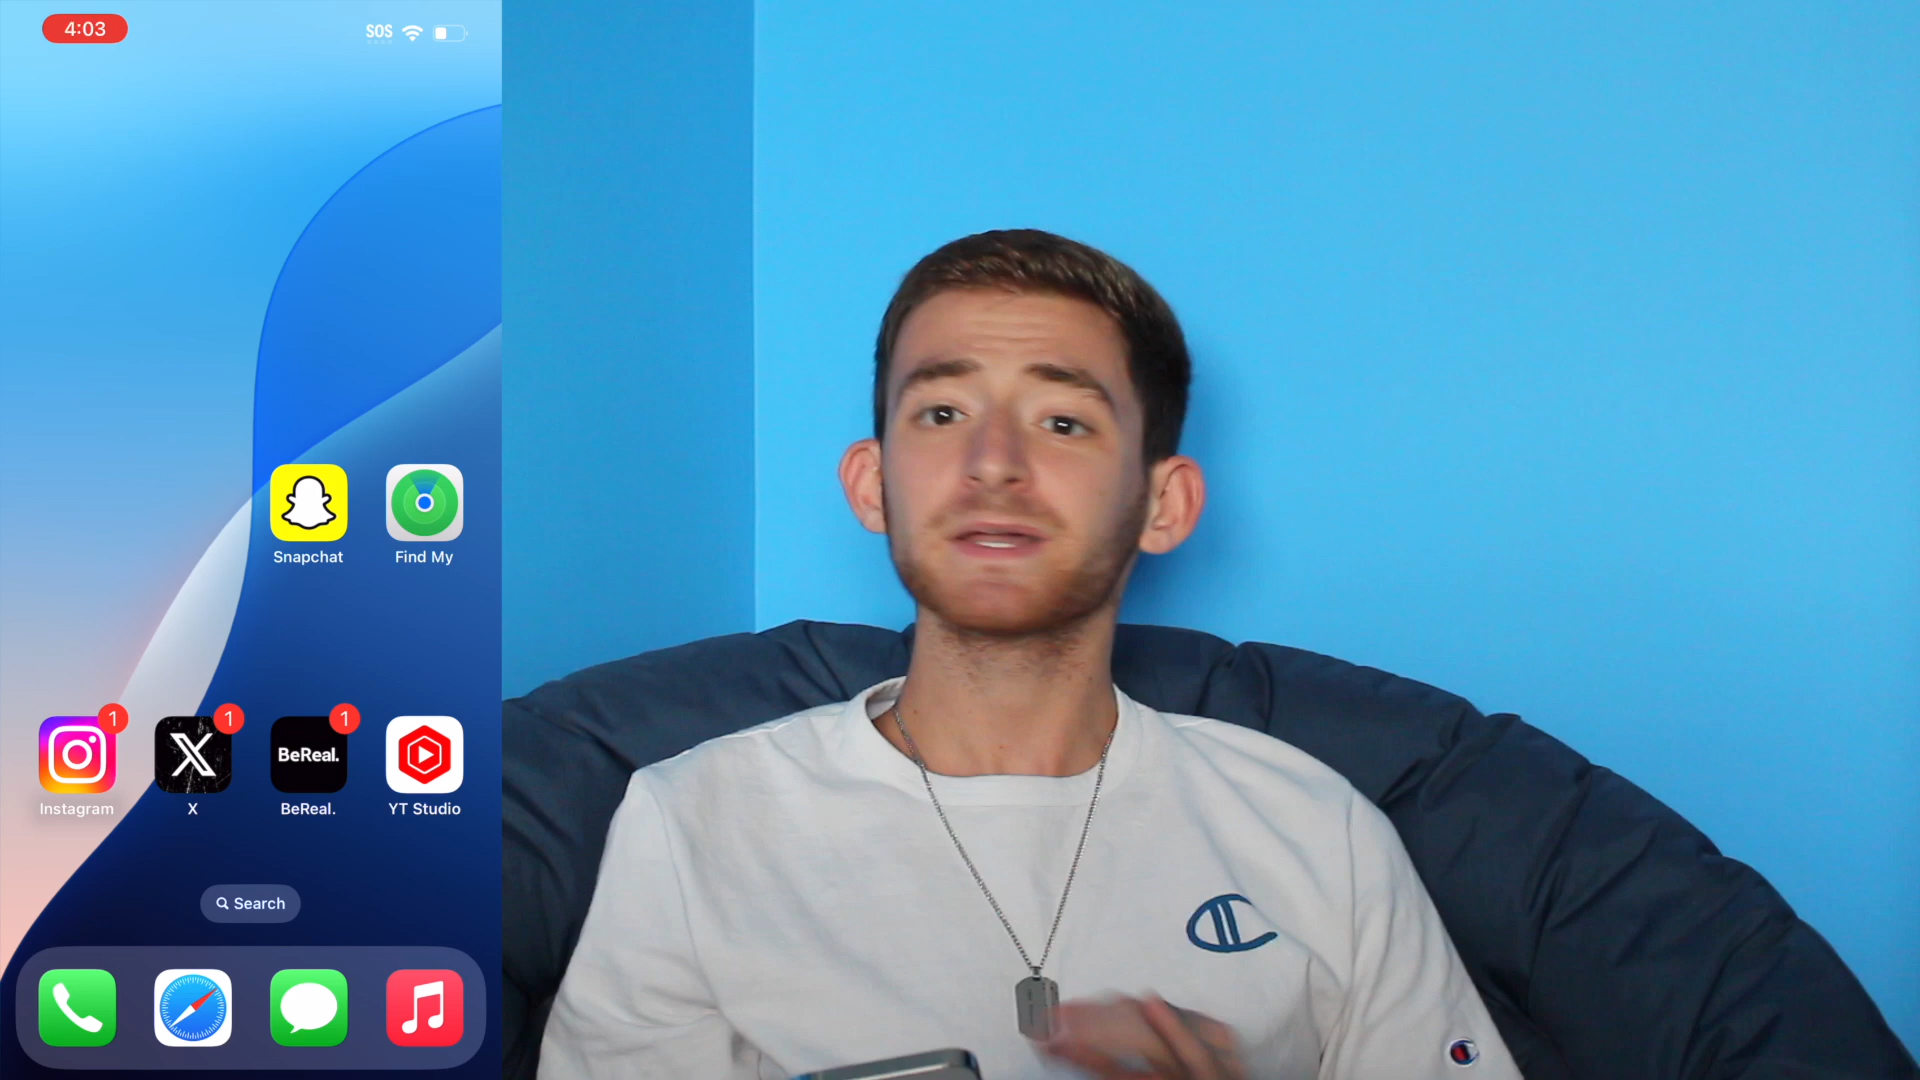 4:03
SOS
Snapchat
Find My
1
1
1
BeReal.
Instagram
X
BeReal.
YT Studio
Search